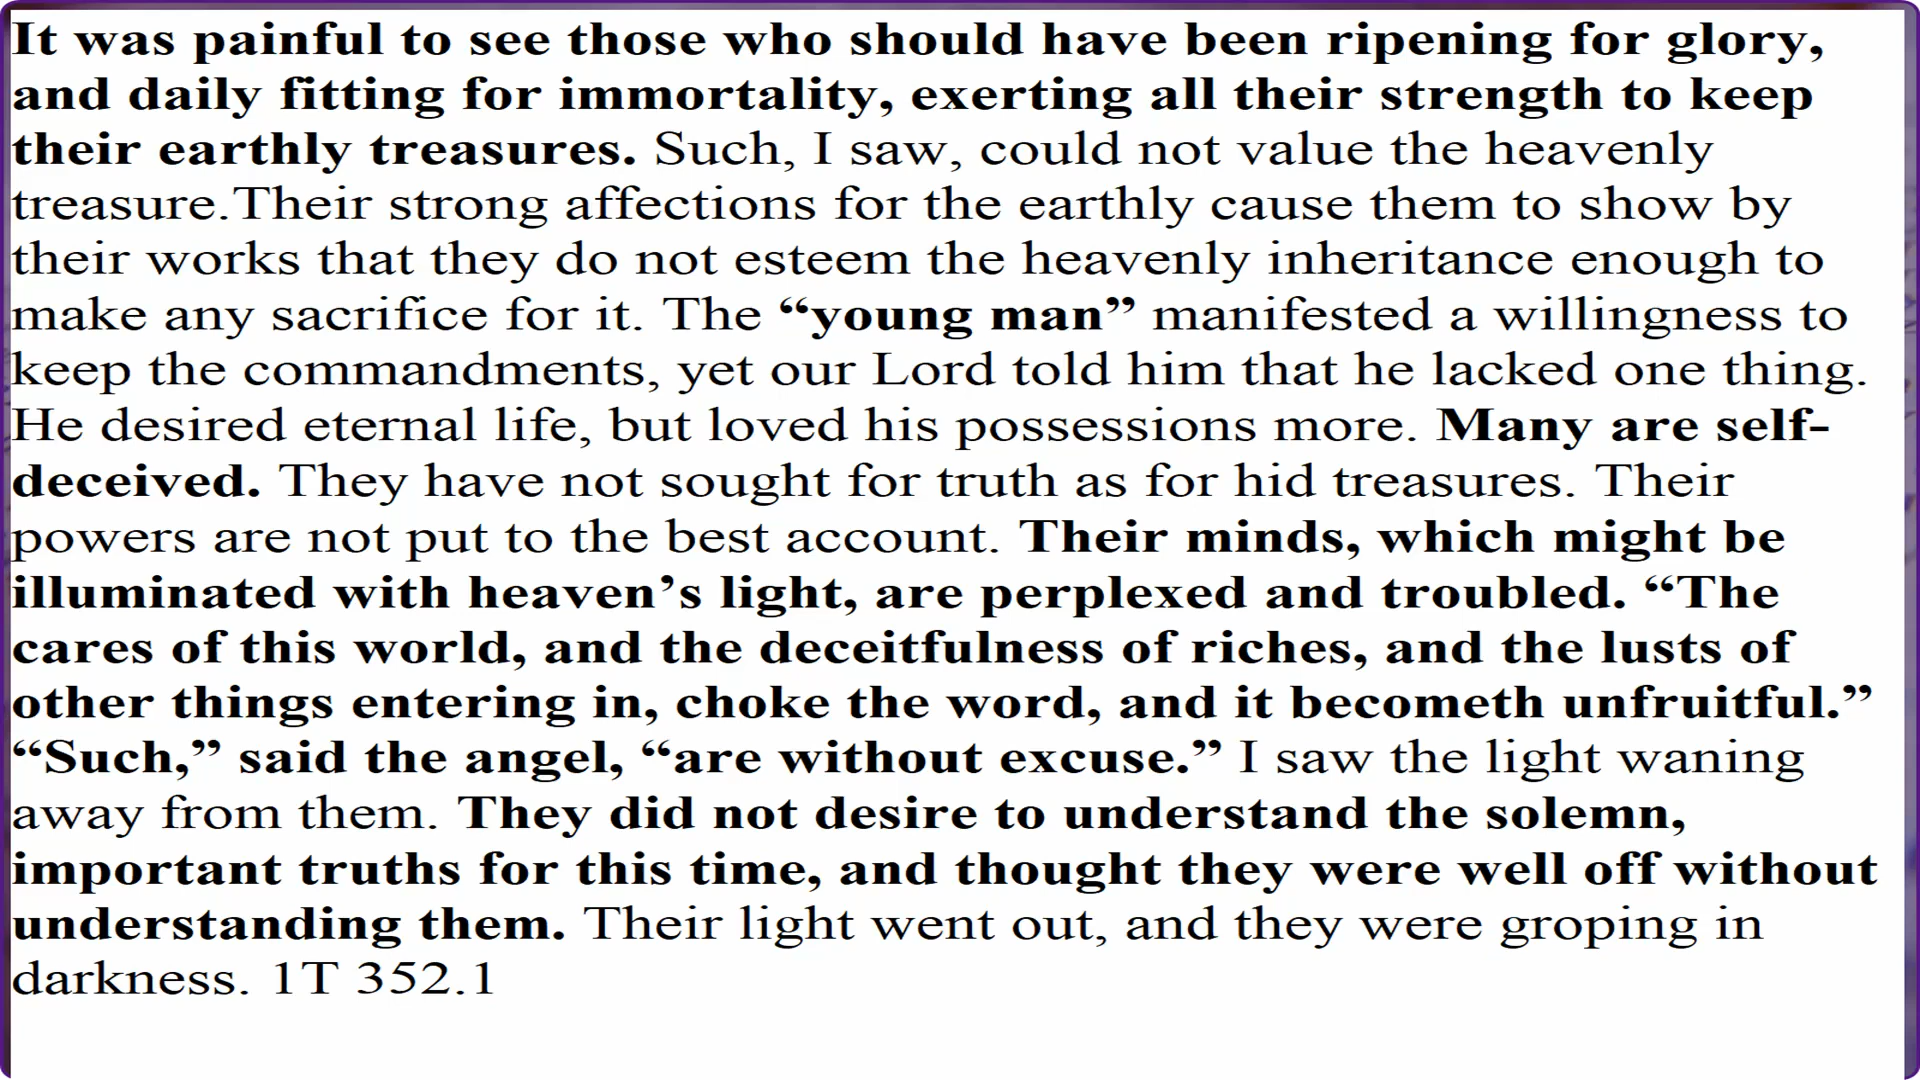 It was painful to see those who should have been ripening for glory,
and daily fitting for immortality, exerting all their strength to keep
their earthly treasures. Such, I saw, could not value the heavenly
treasure.Their strong affections for the earthly cause them to show by
their works that they do not esteem the heavenly inheritance enough to
make any sacrifice for it. The “young man” manifested a willingness to
keep the commandments, yet our Lord told him that he lacked one thing.
He desired eternal life, but loved his possessions more. Many are self-
deceived. They have not sought for truth as for hid treasures. Their
powers are not put to the best account. Their minds, which might be
illuminated with heaven’s light, are perplexed and troubled. “The
cares of this world, and the deceitfulness of riches, and the lusts of
other things entering in, choke the word, and it becometh unfruitful.”
“Such,” said the angel, “are without excuse.” I saw the light waning
away from them. They did not desire to understand the solemn,
important truths for this time, and thought they were well off without
understanding them. Their light went out, and they were groping in
darkness. 1T 352.1